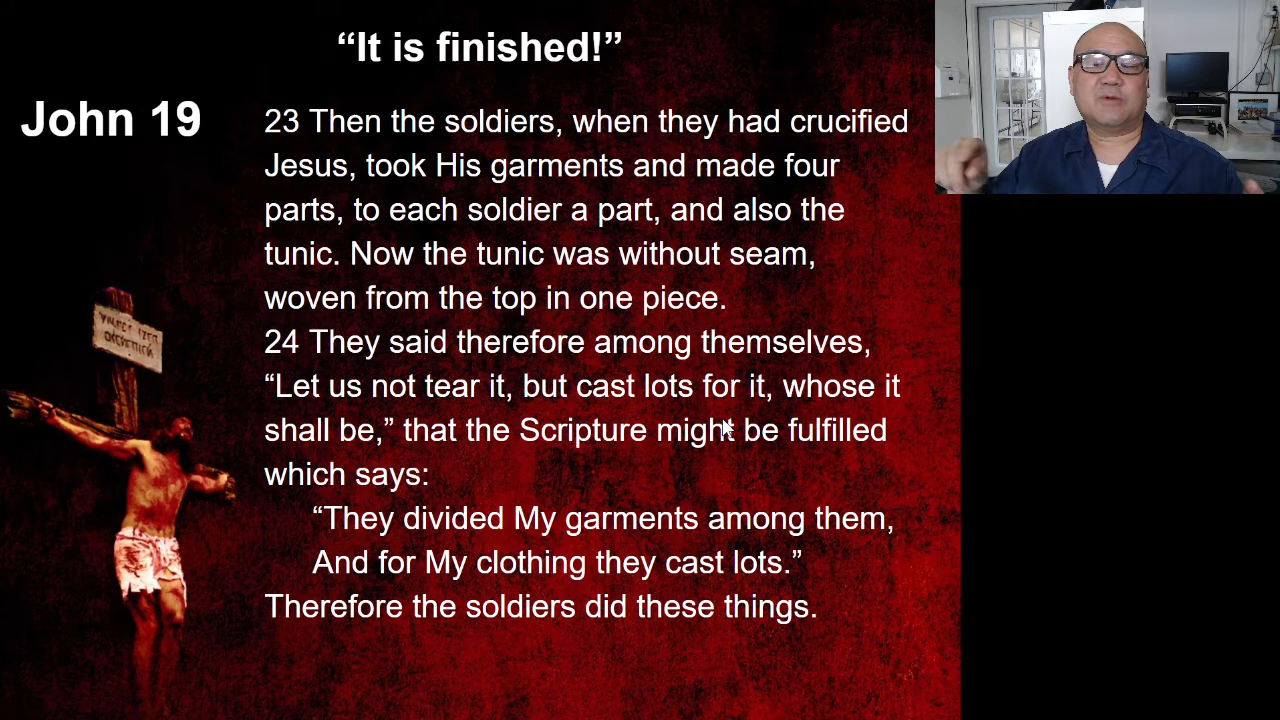 “It is finished!”
John 19
23 Then the soldiers, when they had crucified
Jesus, took His garments and made four
parts, to each soldier a part, and also the
tunic. Now the tunic was without seam,
woven from the top in one piece.
24 They said therefore among themselves,
“Let us not tear it, but cast lots for it, whose it
shall be,” that the Scripture might be fulfilled
which says:
“They divided My garments among them,
And for My clothing they cast lots.”
Therefore the soldiers did these things.